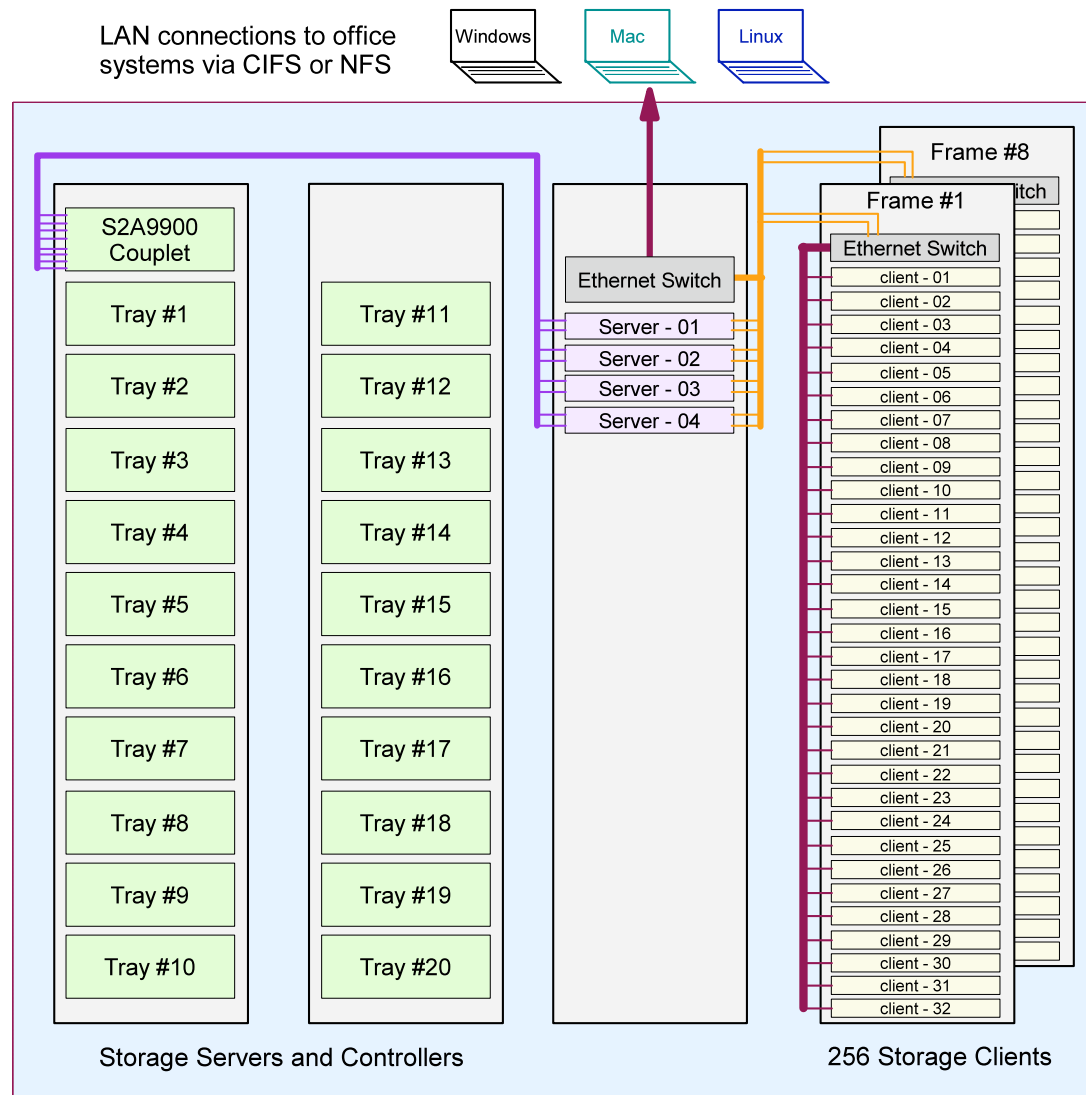 LAN connections to office
systems via CIFS or NFS
Windows
Mac
Linux
S2A9900
Couplet
Tray #1
Tray #2
Tray #3
Tray #4
Tray #5
Tray #6
Tray #7
Tray #8
Tray #9
Tray #10
Tray #11
Tray #12
Tray #13
Tray #14
Tray #15
Tray #16
Tray #17
Tray #18
Tray #19
Tray #20
Ethernet Switch
Server - 01
Server - 02
Server - 03
Server - 04
Frame #8
itch
Frame #1
Ethernet Switch
client - 01
client - 02
client - 03
client - 04
client - 05
client - 06
client - 07
client - 08
client - 09
client - 10
client - 11
client - 12
client - 13
client - 14
client - 15
client - 16
client - 17
client - 18
client - 19
client - 20
client - 21
client - 22
client - 23
client - 24
client - 25
client - 26
client - 27
client - 28
client - 29
client - 30
client - 31
client - 32
Storage Servers and Controllers
256 Storage Clients